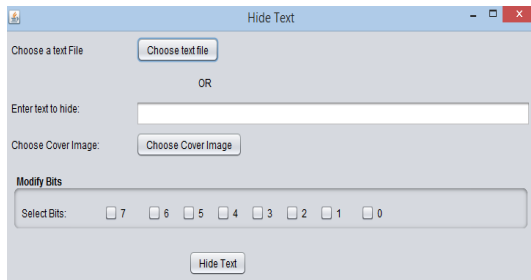 Hide Text
Choose a text File Choose text file
OR
Enter text to hide:
Choose Cover Image: Choose Cover Image
Modify Bits
Select Bits: 7 6 5 4 3 2 1 0
Hide Text